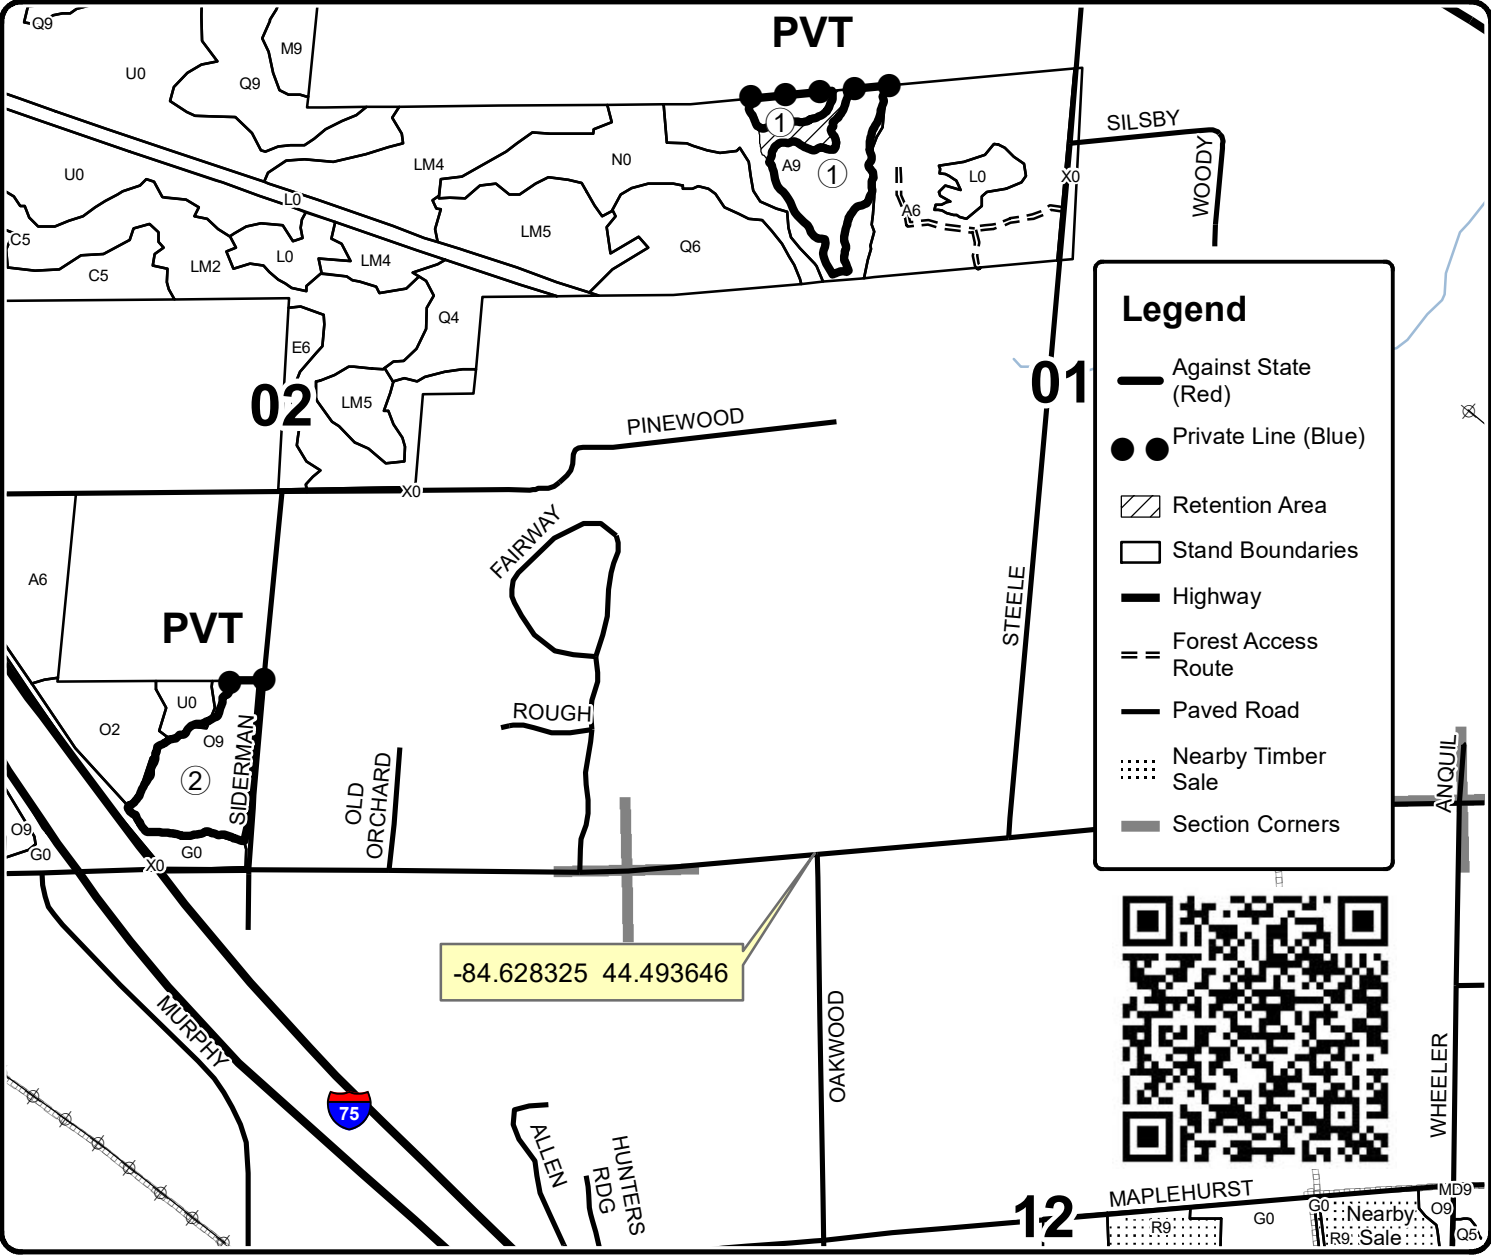 Q9
M9
PVT
U0
Q9
SILSBY
1
WOODY
LM4
N0
A9
1
L0
X0
U0
L0
A6
LM5
Q6
C5
LM2
L0
LM4
C5
Q4
Legend
E6
02
LM5
01
Against State
(Red)
Private Line (Blue)
PINEWOOD
X0
Retention Area
FAIRWAY
Stand Boundaries
A6
STEELE
Highway
PVT
Forest Access
Route
U0
O2
O9
ROUGH
Paved Road
SIDERMAN
2
OLD
ORCHARD
Nearby Timber
Sale
ANQUIL
O9
G0
G0
X0
Section Corners
-84.628325 44.493646
MURPHY
OAKWOOD
WHEELER
75
ALLEN
HUNTERS
RDG
12
MAPLEHURST
MD9
R9
G0
G0
Nearby
Sale
R9
O9
Q5